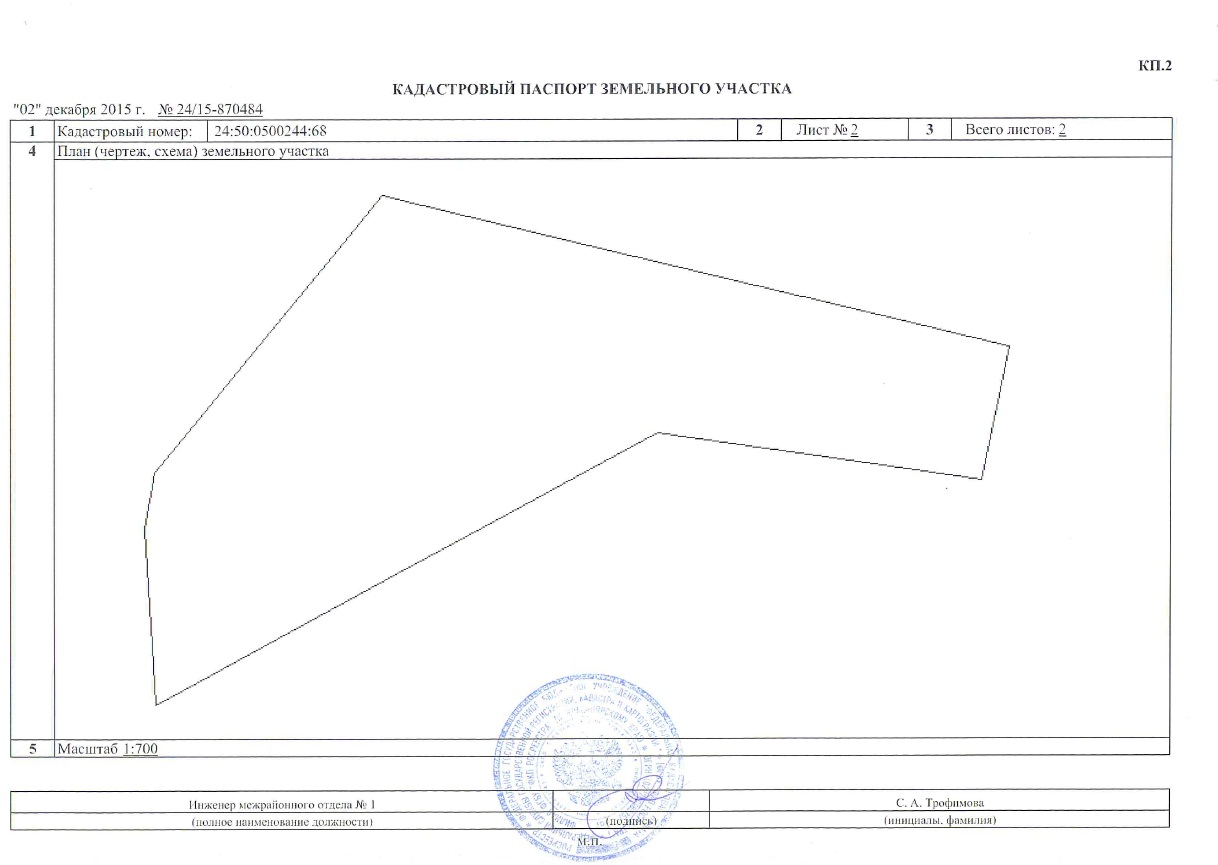 КП.2
КАДАСТРОВЫЙ ПАСПОРТ ЗЕМЕЛЬНОГО УЧАСТКА
"02" декабря 2015 г. № 24/15-870484
1 Кадастровый номер: 24:50:0500244:68 2 Лист № 2 3 Всего листов: 2
4 План (чертеж, схема) земельного участка
5 Масштаб 1:700
Инженер межрайонного отдела № 1 С. А. Трофимова
(полное наименование должности) (подпись) (инициалы, фамилия)
М.П.